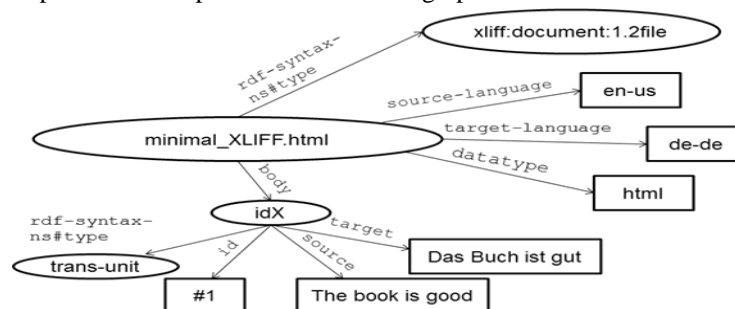 xliff:document:1.2file
rdf-syntax-
ns#type
source-language
en-us
minimal_XLIFF.html
target-language
de-de
datatype
html
body
idX
rdf-syntax-
ns#type
id
source
target
Das Buch ist gut
trans-unit
#1
The book is good